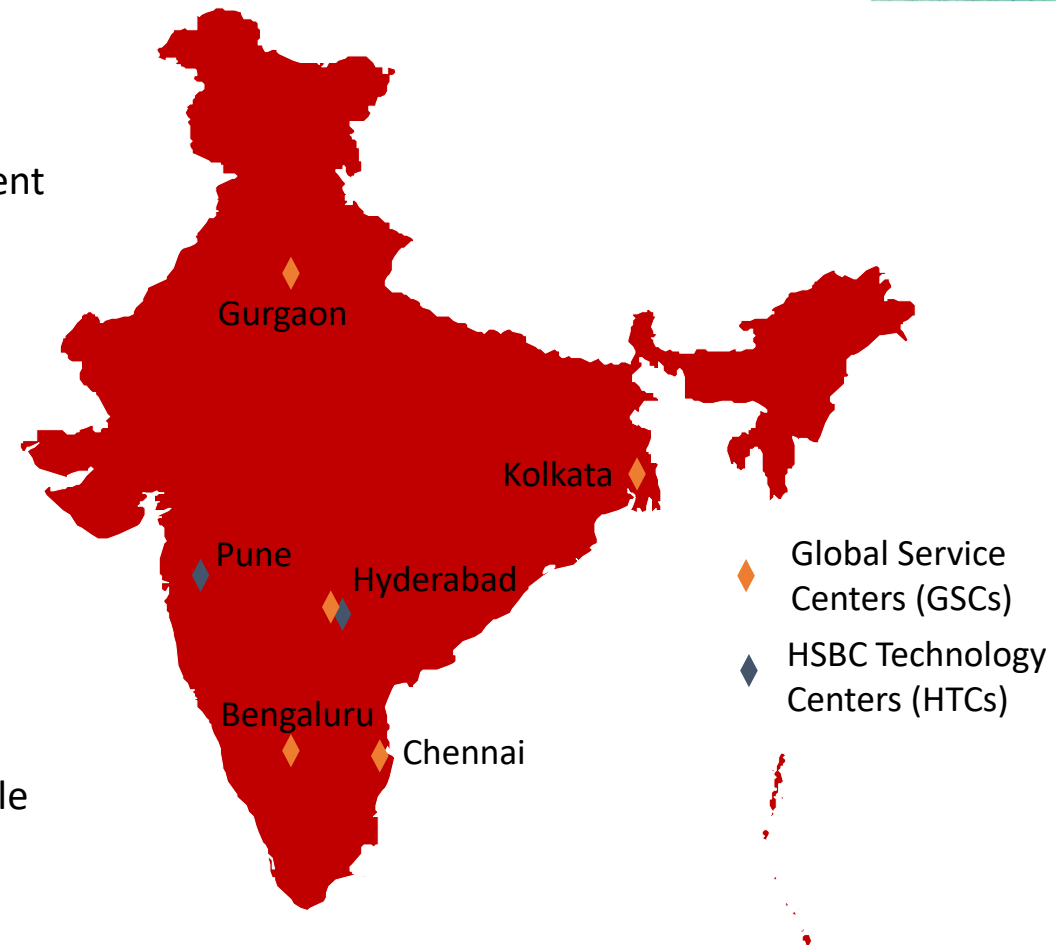 ent
Gurgaon
Kolkata
Pune
Hyderabad
Global Service
Centers (GSCs)
HSBC Technology
Centers (HTCs)
Bengaluru
Chennai
le